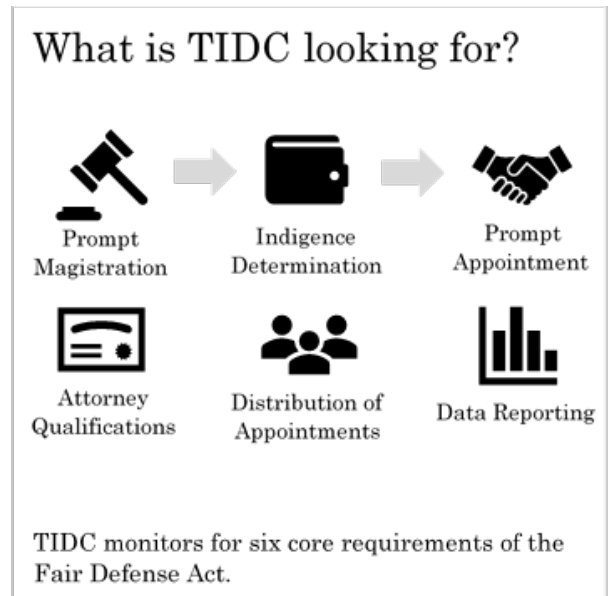 What is TIDC looking for?
Prompt
Magistration
Indigence
Determination
Prompt
Appointment
Attorney
Qualifications
Distribution of
Appointments
Data Reporting
TIDC monitors for six core requirements of the
Fair Defense Act.